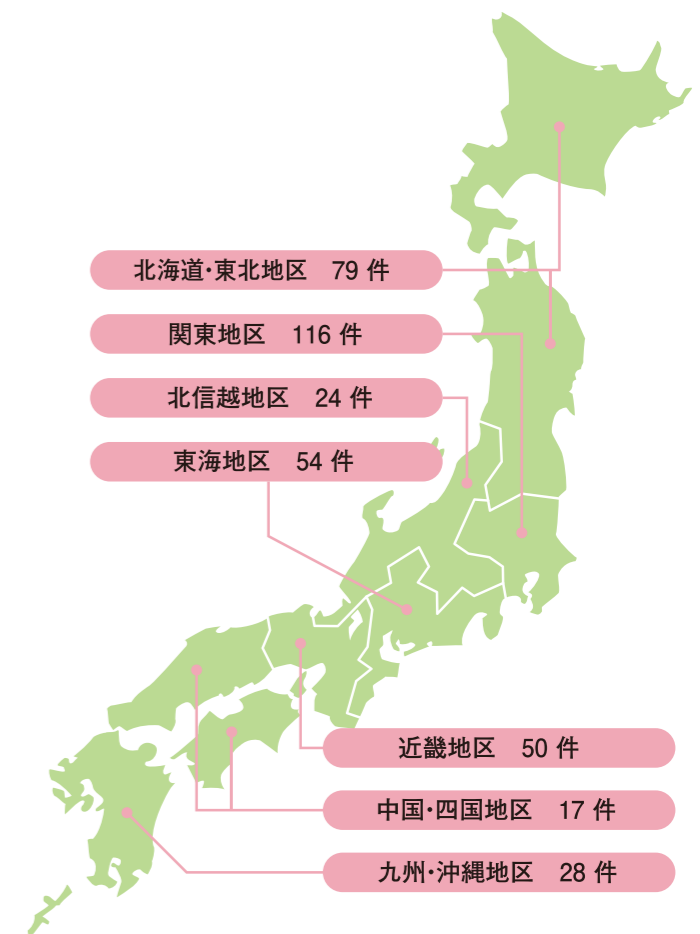 北海道・東北地区　79 件
関東地区　116 件
北信越地区　24 件
東海地区　54 件
近畿地区　50 件
中国・四国地区　17 件
九州・沖縄地区　28 件